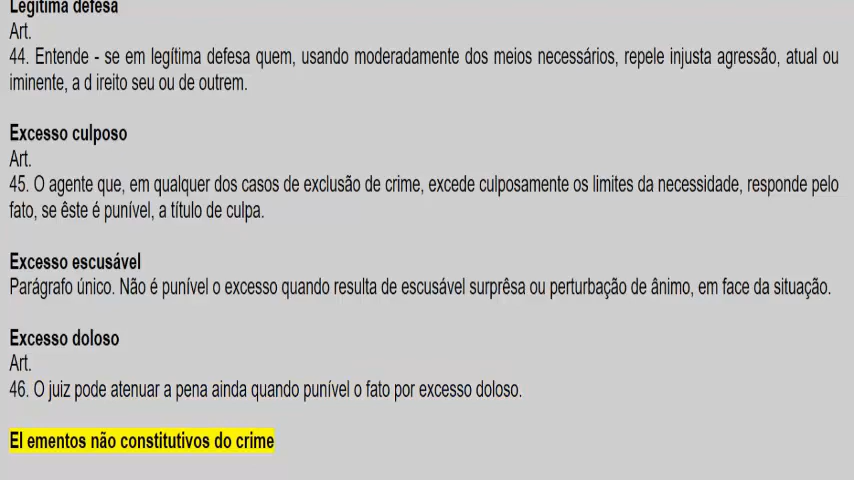 Legítima defesa
Art.
44. Entende - se em legítima defesa quem, usando moderadamente dos meios necessários, repele injusta agressão, atual ou
iminente, a d ireito seu ou de outrem.
Excesso culposo
Art.
45. O agente que, em qualquer dos casos de exclusão de crime, excede culposamente os limites da necessidade, responde pelo
fato, se êste é punível, a título de culpa.
Excesso escusável
Parágrafo único. Não é punível o excesso quando resulta de escusável surprêsa ou perturbação de ânimo, em face da situação.
Excesso doloso
Art.
46. O juiz pode atenuar a pena ainda quando punível o fato por excesso doloso.
El ementos não constitutivos do crime